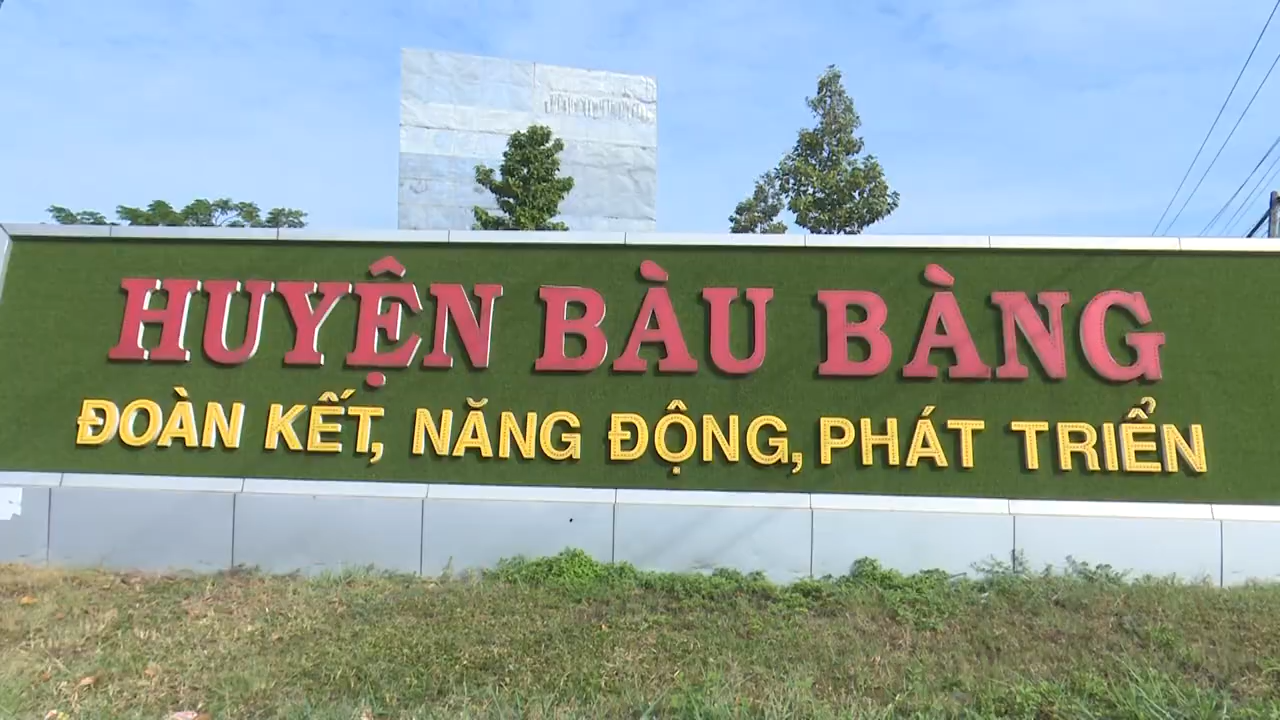 HUYỆN BÀU BÀNG
ĐOÀN KẾT, NĂNG ĐỘNG, PHÁT TRIỂN